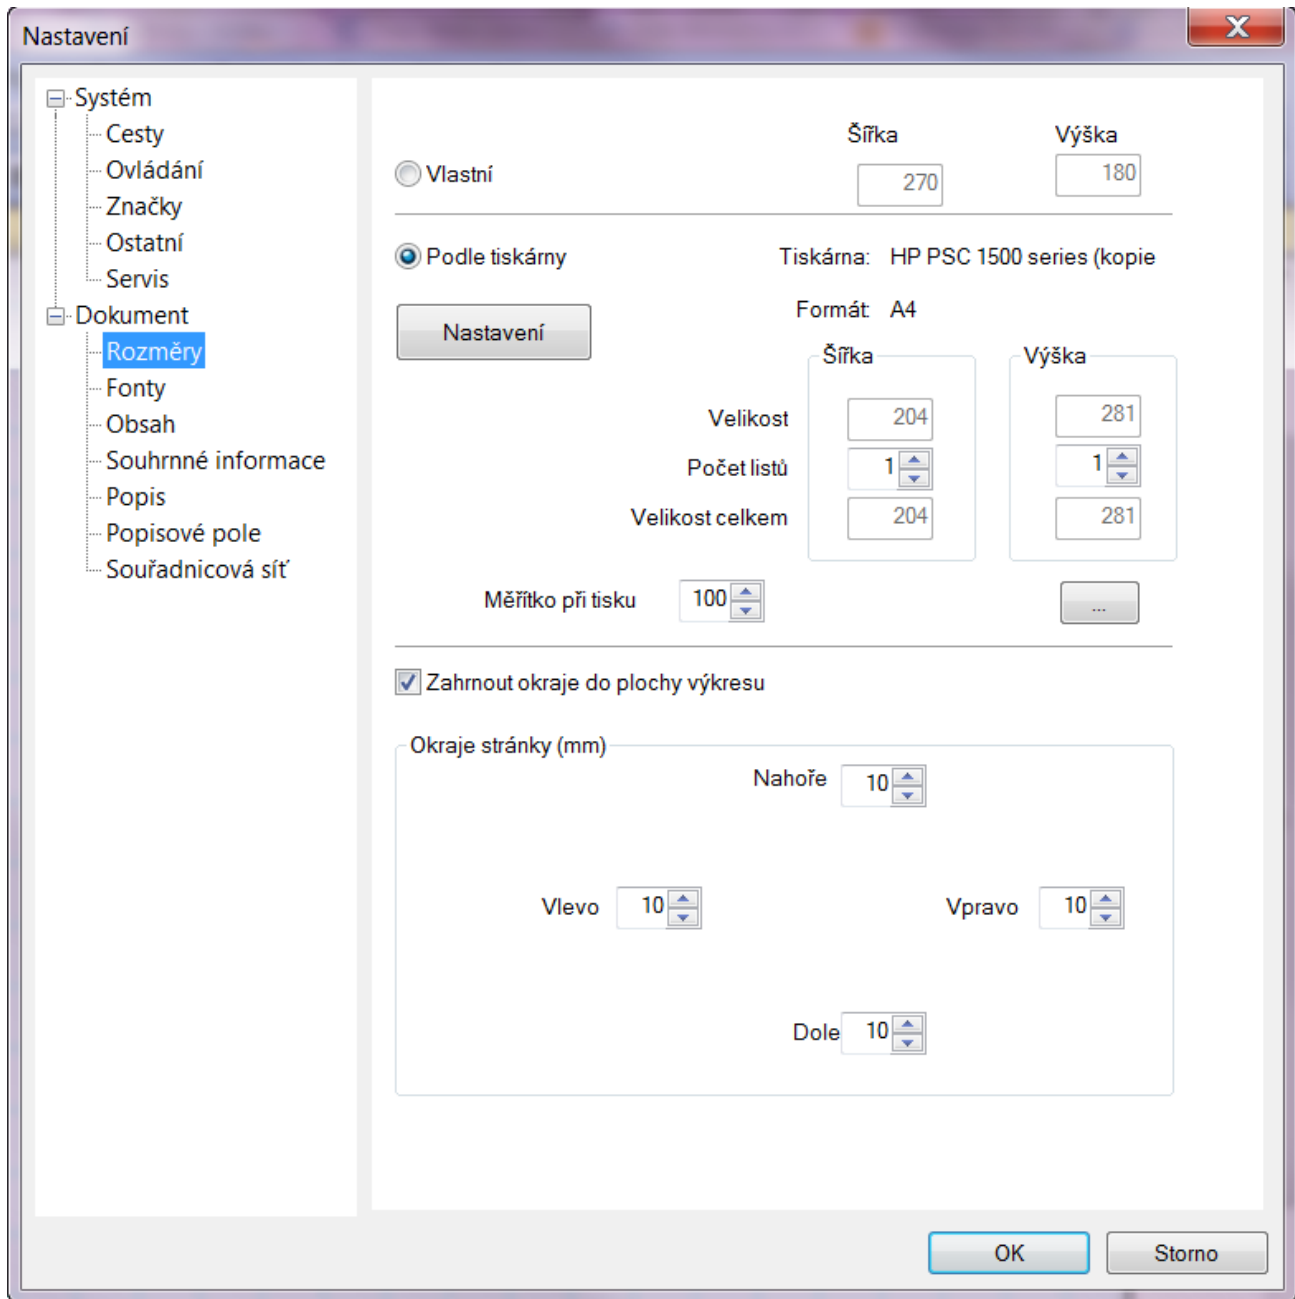 Nastavení
X
Systém
Cesty
Ovládání
Značky
Ostatní
Servis
Dokument
Rozměry
Fonty
Obsah
Souhrnné informace
Popis
Popisové pole
Souřadnicová síť
Šířka Výška
Vlastní 270 180
Podle tiskárny Tiskárna: HP PSC 1500 series (kopie
Formát: A4
Nastavení
Šířka Výška
Velikost 204 281
Počet listů 1 1
Velikost celkem 204 281
Měřítko při tisku 100 ...
Zahrnout okraje do plochy výkresu
Okraje stránky (mm)
Nahoře 10
Vlevo 10 Vpravo 10
Dole 10
OK Storno